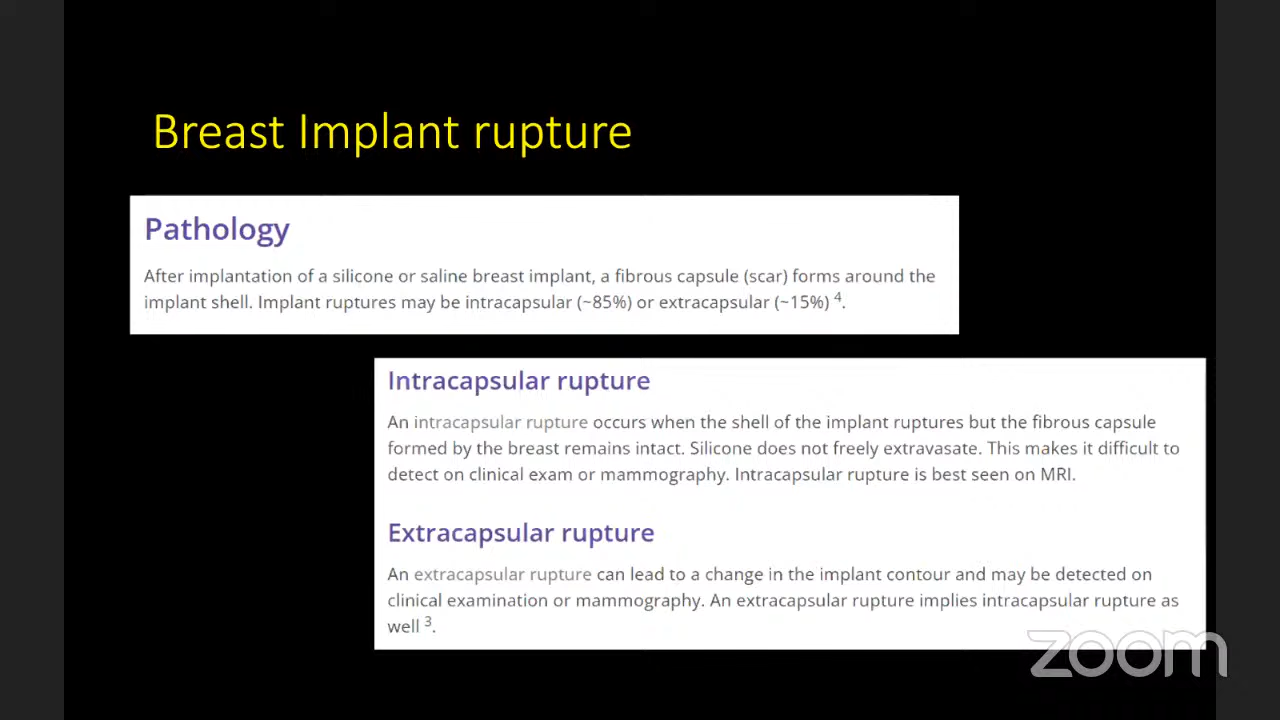 Breast Implant rupture
Pathology
After implantation of a silicone or saline breast implant, a fibrous capsule (scar) forms around the
implant shell. Implant ruptures may be intracapsular (~85%) or extracapsular (~15%) 4.
Intracapsular rupture
An intracapsular rupture occurs when the shell of the implant ruptures but the fibrous capsule
formed by the breast remains intact. Silicone does not freely extravasate. This makes it difficult to
detect on clinical exam or mammography. Intracapsular rupture is best seen on MRI.
Extracapsular rupture
An extracapsular rupture can lead to a change in the implant contour and may be detected on
clinical examination or mammography. An extracapsular rupture implies intracapsular rupture as
well 3.
zoom